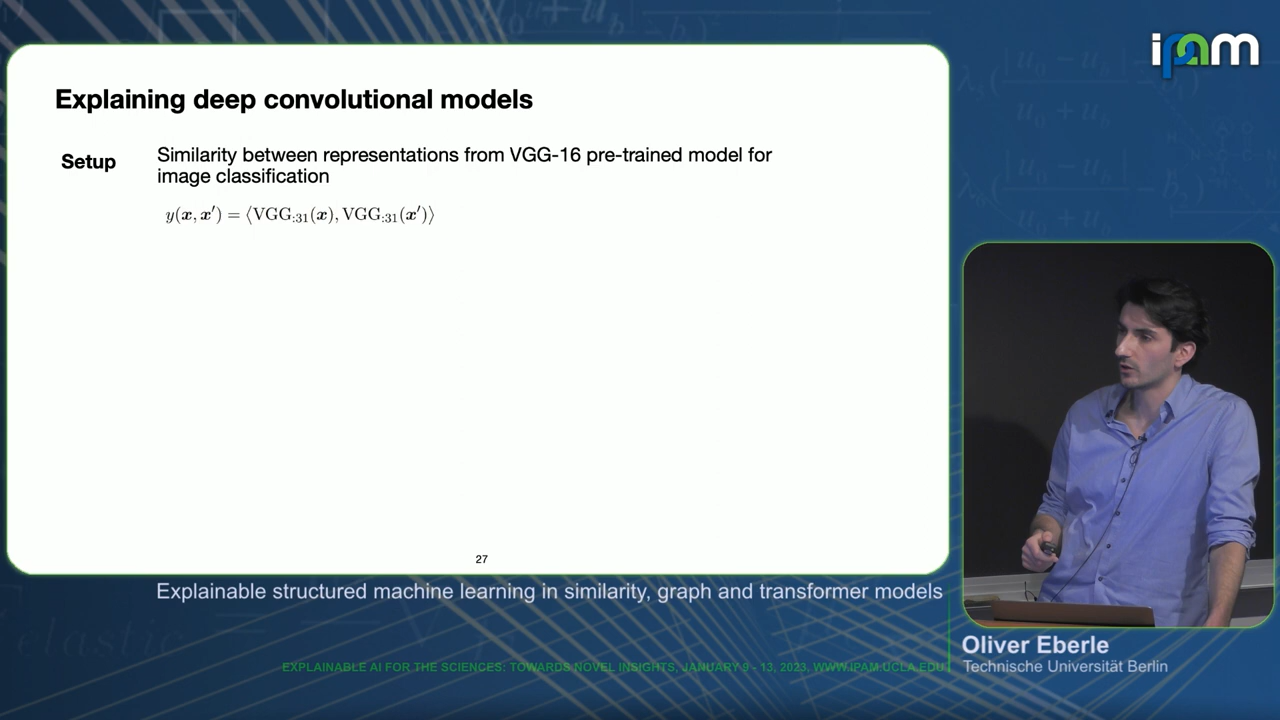 ipam
Explaining deep convolutional models
Setup
Similarity between representations from VGG-16 pre-trained model for
image classification
y(x, x′) = ⟨VGG:31(x), VGG:31(x′)⟩
27
Explainable structured machine learning in similarity, graph and transformer models
Oliver Eberle
Technische Universität Berlin
EXPLAINABLE AI FOR THE SCIENCES: TOWARDS NOVEL INSIGHTS, JANUARY 9 - 13, 2023, WWW.IPAM.UCLA.EDU
elastic